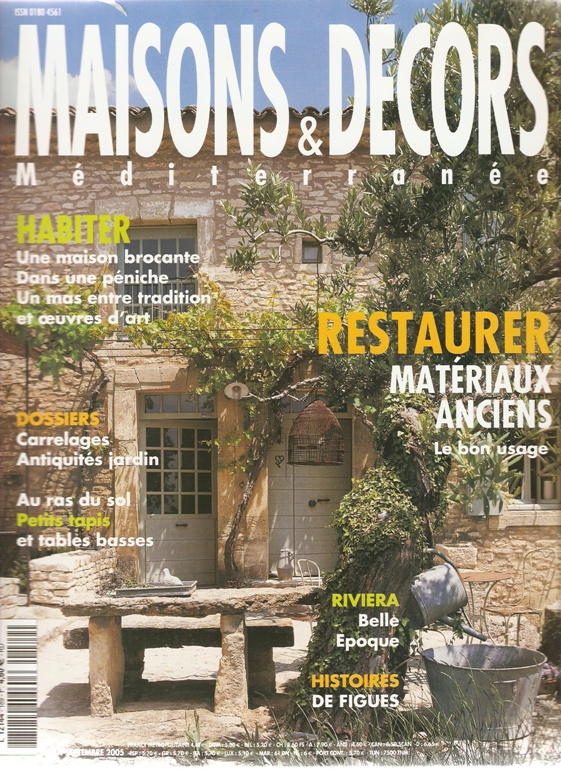 ISSN 0180 4561
MAISONS & DECORS
Méditerranée
HABITER
Une maison brocante
Dans une péniche
Un mas entre tradition
et œuvres d'art
RESTAURER
MATÉRIAUX
ANCIENS
Le bon usage
DOSSIERS
Carrelages
Antiquités jardin
Au ras du sol
Petits tapis
et tables basses
RIVIERA
Belle
Epoque
HISTOIRES
DE FIGUES
2005